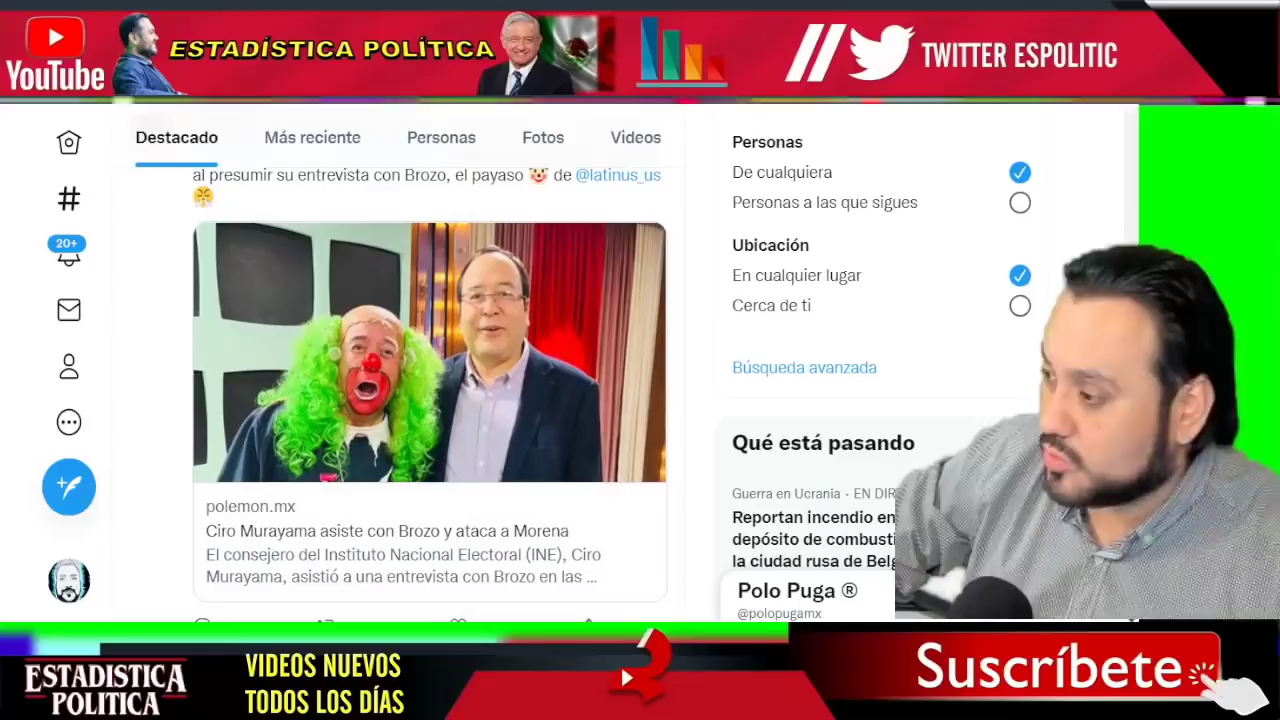 YouTube
ESTADÍSTICA POLÍTICA
TWITTER ESPOLITIC
Destacado
Más reciente
Personas
Fotos
Videos
al presumir su entrevista con Brozo, el payaso 🤡 de @latinus_us
😤
20+
polemon.mx
Ciro Murayama asiste con Brozo y ataca a Morena
El consejero del Instituto Nacional Electoral (INE), Ciro
Murayama, asistió a una entrevista con Brozo en las ...
Personas
De cualquiera
Personas a las que sigues
Ubicación
En cualquier lugar
Cerca de ti
Búsqueda avanzada
Qué está pasando
Guerra en Ucrania · EN DIR
Reportan incendio en
depósito de combusti
la ciudad rusa de Belg
Polo Puga ®
@polopugamx
ESTADISTICA
POLÍTICA
VIDEOS NUEVOS
TODOS LOS DÍAS
Suscríbete